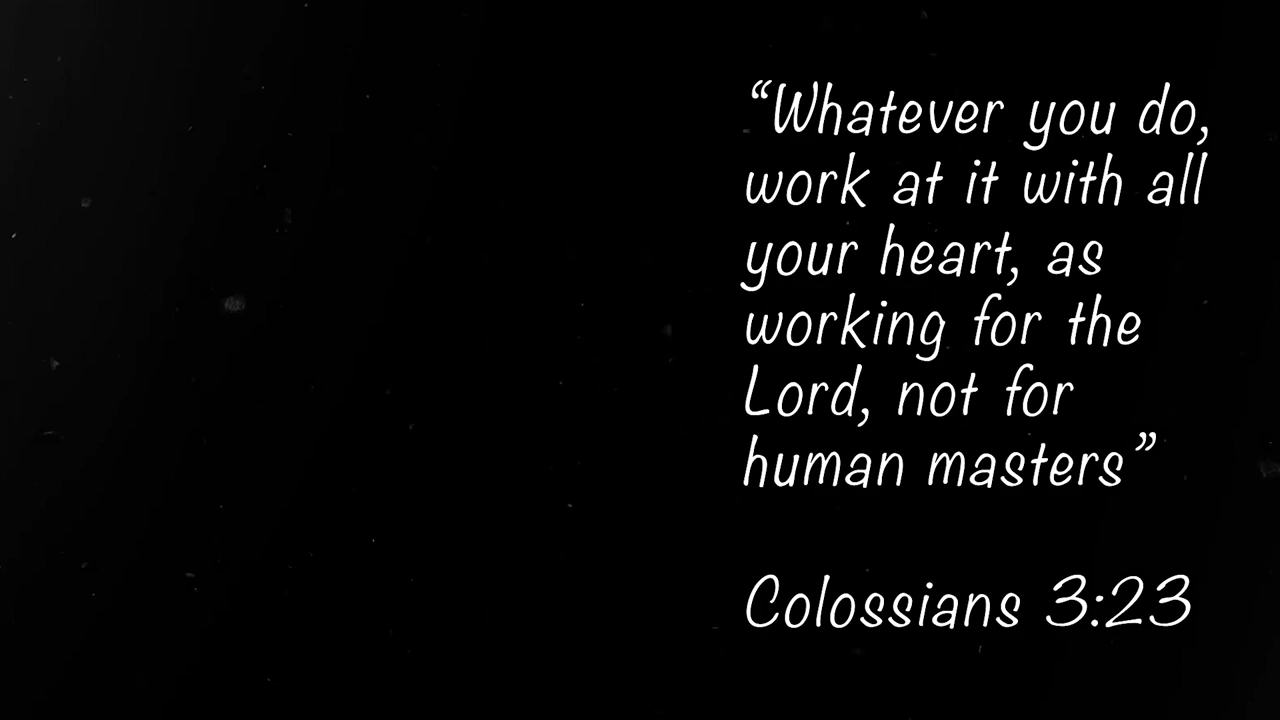 “Whatever you do,
work at it with all
your heart, as
working for the
Lord, not for
human masters”
Colossians 3:23